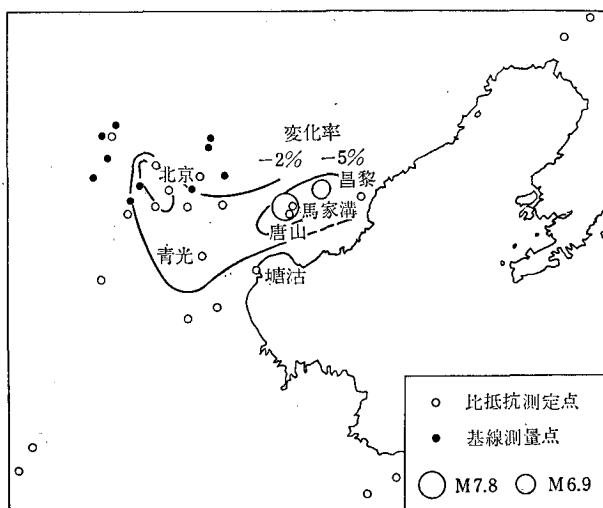 変化率
−2% −5%
北京
昌黎
馬家溝
唐山
青光
塘沽
比抵抗測定点
基線測量点
M7.8 M6.9